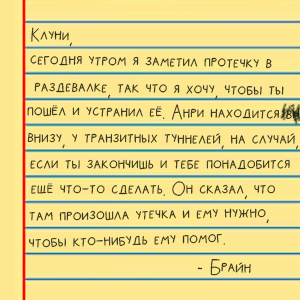 Клуни,
сегодня утром я заметил протечку в
раздевалке, так что я хочу, чтобы ты
пошёл и устранил её. Анри находится
внизу, у транзитных туннелей, на случай,
если ты закончишь и тебе понадобится
ещё что-то сделать. Он сказал, что
там произошла утечка и ему нужно,
чтобы кто-нибудь ему помог.
- Брайн